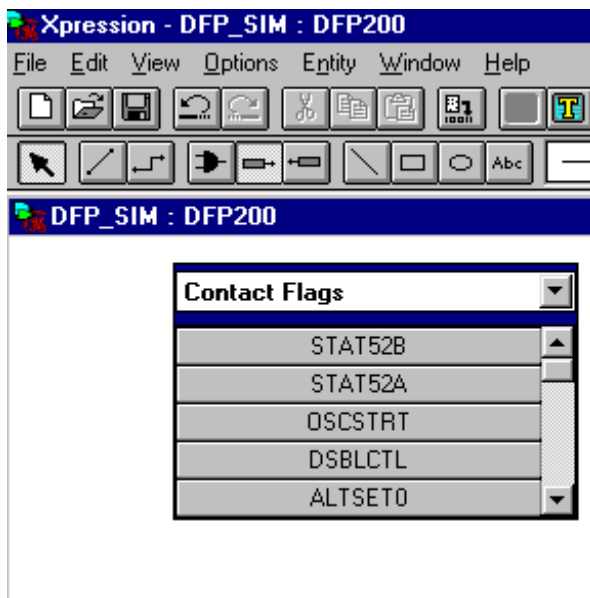 Xpression - DFP_SIM : DFP200
File Edit View Options Entity Window Help
T
Abc
DFP_SIM : DFP200
Contact Flags
STAT52B
STAT52A
OSCSTRT
DSBLCTL
ALTSET0